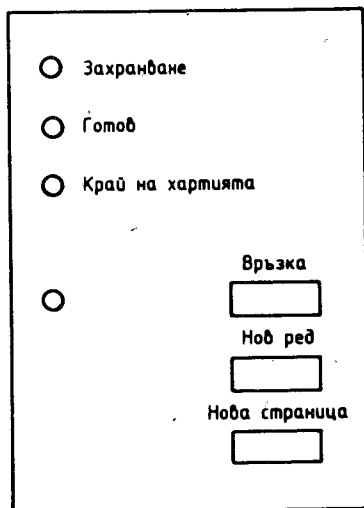 Захранване
Готов
Край на хартията
Връзка
Нов ред
Нова страница